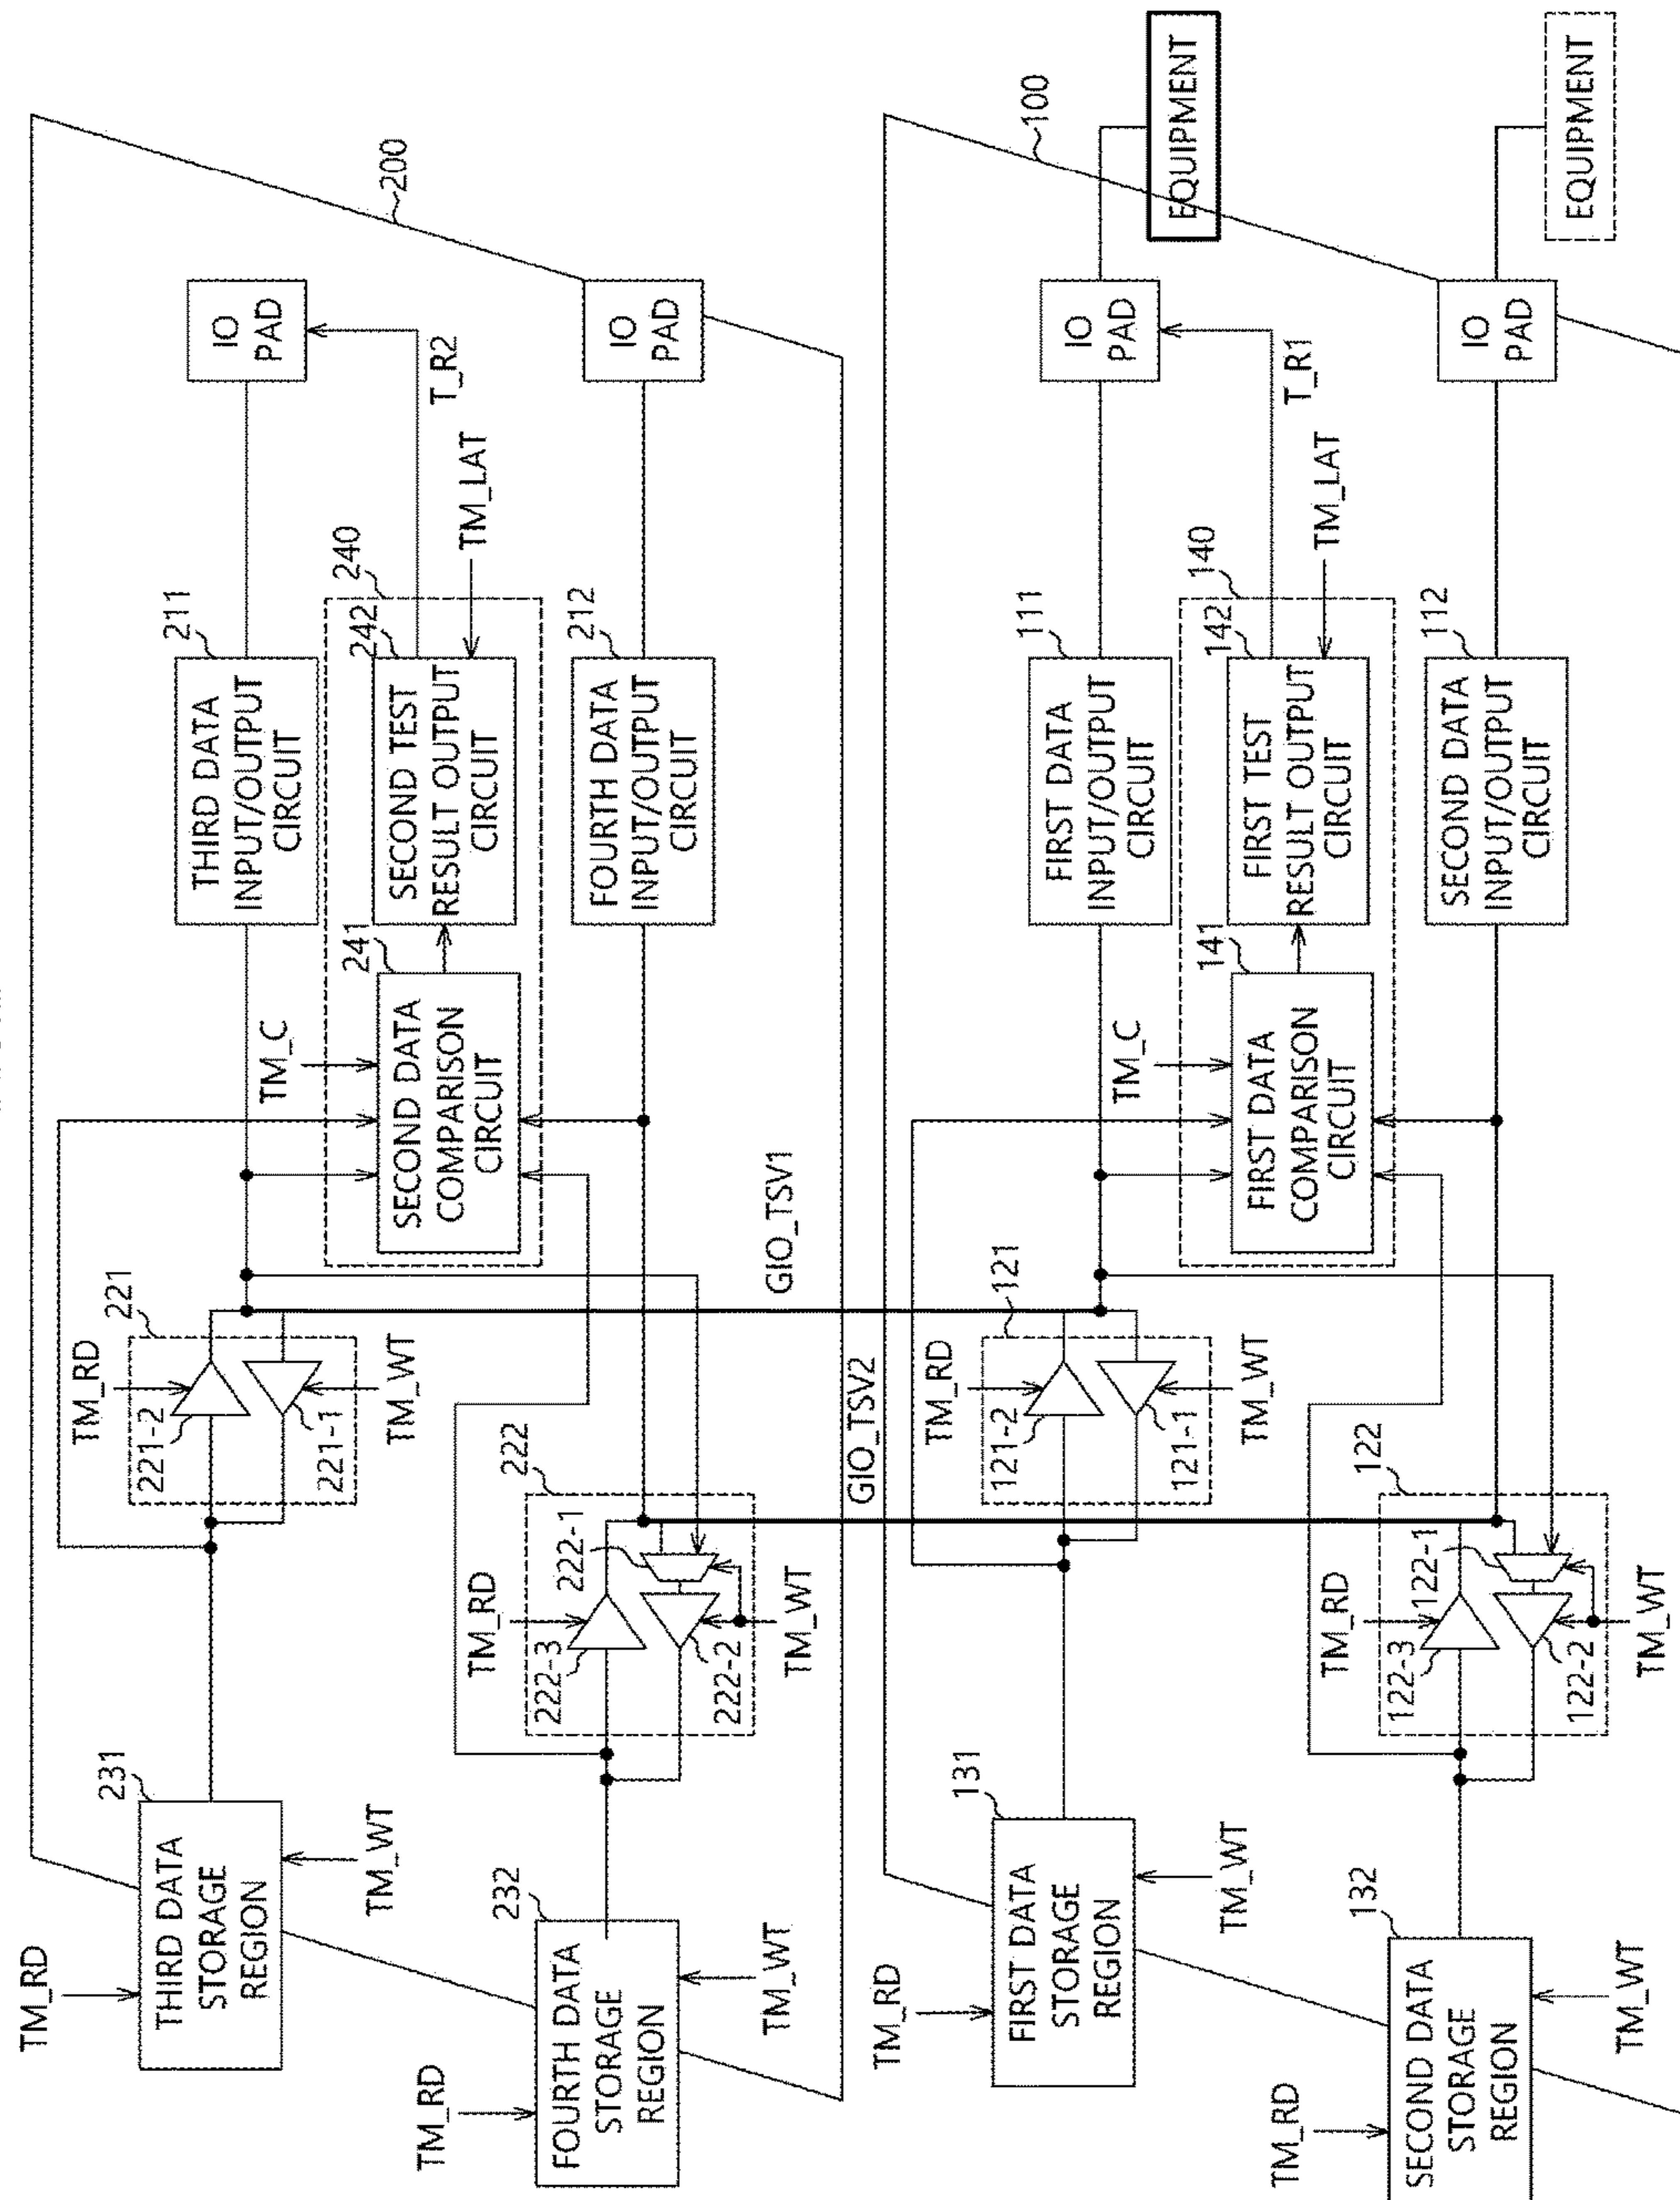 TM_RD
THIRD DATA
STORAGE
REGION
231
TM_WT
TM_RD
FOURTH DATA
STORAGE
REGION
232
TM_WT
TM_RD
221
221-2
221-1
TM_WT
TM_RD
222
222-1
222-3
222-2
TM_WT
TM_C
240
241
SECOND DATA
COMPARISON
CIRCUIT
242
SECOND TEST
RESULT OUTPUT
CIRCUIT
TM_LAT
T_R2
211
THIRD DATA
INPUT/OUTPUT
CIRCUIT
212
FOURTH DATA
INPUT/OUTPUT
CIRCUIT
IO
PAD
IO
PAD
200
GIO_TSV1
GIO_TSV2
TM_RD
FIRST DATA
STORAGE
REGION
131
TM_WT
TM_RD
SECOND DATA
STORAGE
REGION
132
TM_WT
TM_RD
121
121-2
121-1
TM_WT
TM_RD
122
122-1
122-3
122-2
TM_WT
TM_C
140
141
FIRST DATA
COMPARISON
CIRCUIT
142
FIRST TEST
RESULT OUTPUT
CIRCUIT
TM_LAT
T_R1
111
FIRST DATA
INPUT/OUTPUT
CIRCUIT
112
SECOND DATA
INPUT/OUTPUT
CIRCUIT
IO
PAD
IO
PAD
100
EQUIPMENT
EQUIPMENT